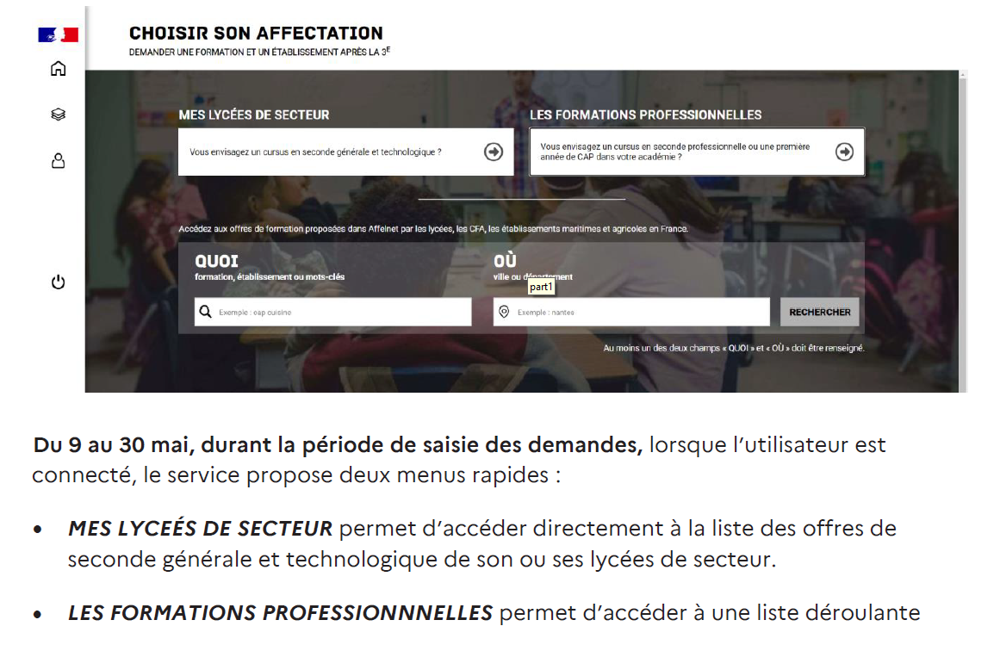 CHOISIR SON AFFECTATION
DEMANDER UNE FORMATION ET UN ÉTABLISSEMENT APRÈS LA 3E
MES LYCÉES DE SECTEUR
Vous envisagez un cursus en seconde générale et technologique ?
LES FORMATIONS PROFESSIONNELLES
Vous envisagez un cursus en seconde professionnelle ou une première
année de CAP dans votre académie ?
Accédez aux offres de formation proposées dans Affelnet par les lycées, les CFA, les établissements maritimes et agricoles en France.
QUOI
formation, établissement ou mots-clés
Exemple : cap cuisine
OÙ
ville ou département
part1
Exemple : nantes
RECHERCHER
Au moins un des deux champs « QUOI » et « OÙ » doit être renseigné.
Du 9 au 30 mai, durant la période de saisie des demandes, lorsque l'utilisateur est
connecté, le service propose deux menus rapides :
• MES LYCEÉS DE SECTEUR permet d'accéder directement à la liste des offres de
seconde générale et technologique de son ou ses lycées de secteur.
• LES FORMATIONS PROFESSIONNNELLES permet d'accéder à une liste déroulante